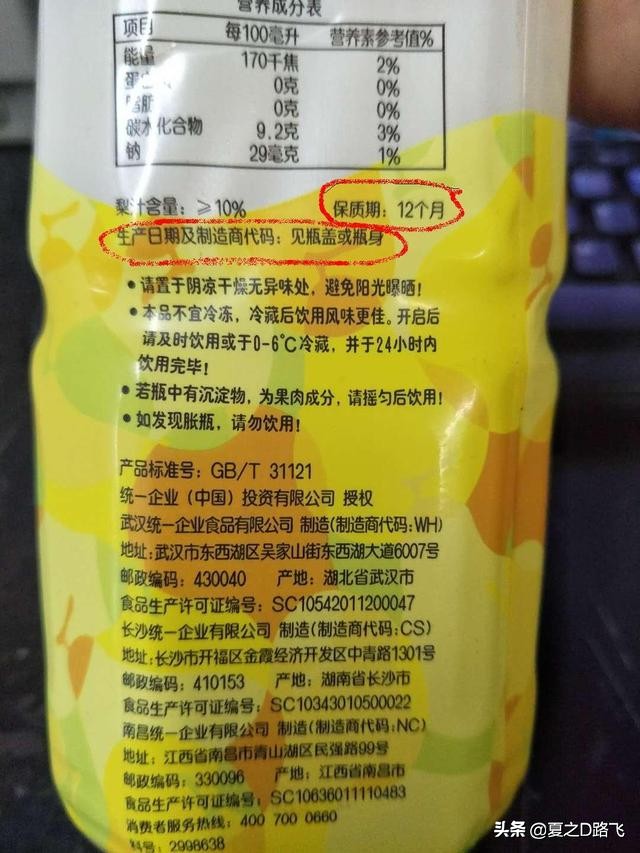 营养成分表
项目 每100毫升 营养素参考值%
能量 170千焦 2%
蛋白质 0克 0%
脂肪 0克 0%
碳水化合物 9.2克 3%
钠 29毫克 1%
梨汁含量：≥10% 保质期：12个月
生产日期及制造商代码：见瓶盖或瓶身
•请置于阴凉干燥无异味处，避免阳光曝晒！
•本品不宜冷冻，冷藏后饮用风味更佳。开启后
请及时饮用或于0-6℃冷藏，并于24小时内
饮用完毕！
•若瓶中有沉淀物，为果肉成分，请摇匀后饮用！
•如发现胀瓶，请勿饮用！
产品标准号：GB/T 31121
统一企业（中国）投资有限公司 授权
武汉统一企业食品有限公司 制造(制造商代码:WH)
地址:武汉市东西湖区吴家山街东西湖大道6007号
邮政编码：430040 产地：湖北省武汉市
食品生产许可证编号：SC10542011200047
长沙统一企业有限公司 制造(制造商代码:CS)
地址:长沙市开福区金霞经济开发区中青路1301号
邮政编码：410153 产地：湖南省长沙市
食品生产许可证编号：SC10343010500022
南昌统一企业有限公司 制造(制造商代码:NC)
地址：江西省南昌市青山湖区民强路99号
邮政编码：330096 产地：江西省南昌市
食品生产许可证编号：SC10636011110483
消费者服务热线：400 700 0660
料号：2998638
头条 @夏之D路飞